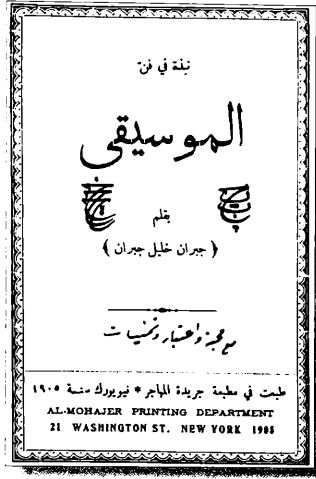 نبذة في فن
الموسيقى
بقلم
( جبران خليل جبران )
مع محبة واعتبار وتمنيات
طبعت في مطبعة جريدة المهاجر * نيويورك سنة ١٩٠٥
AL-MOHAJER PRINTING DEPARTMENT
21 WASHINGTON ST. NEW YORK 1905